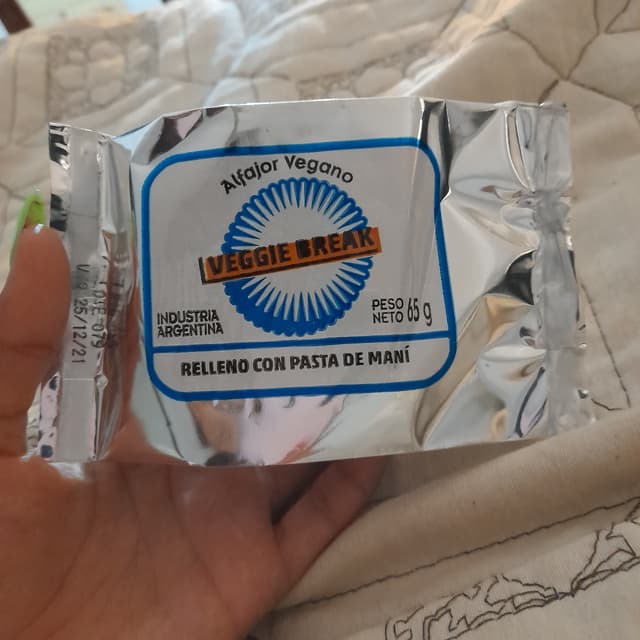 Alfajor Vegano
VEGGIE BREAK
INDUSTRIA
ARGENTINA
PESO
NETO 65 g
RELLENO CON PASTA DE MANÍ
25/12/21